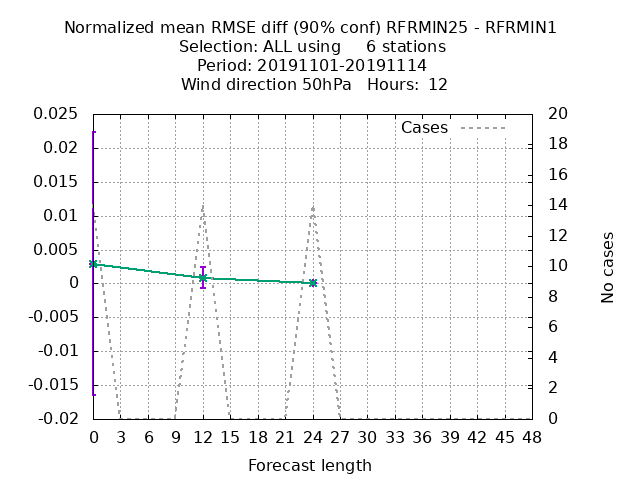 Normalized mean RMSE diff (90% conf) RFRMIN25 - RFRMIN1
Selection: ALL using     6 stations
Period: 20191101-20191114
Wind direction 50hPa   Hours:  12
Cases
0.025
0.02
0.015
0.01
0.005
0
-0.005
-0.01
-0.015
-0.02
20
18
16
14
12
10
8
6
4
2
0
No cases
0 3 6 9 12 15 18 21 24 27 30 33 36 39 42 45 48
Forecast length